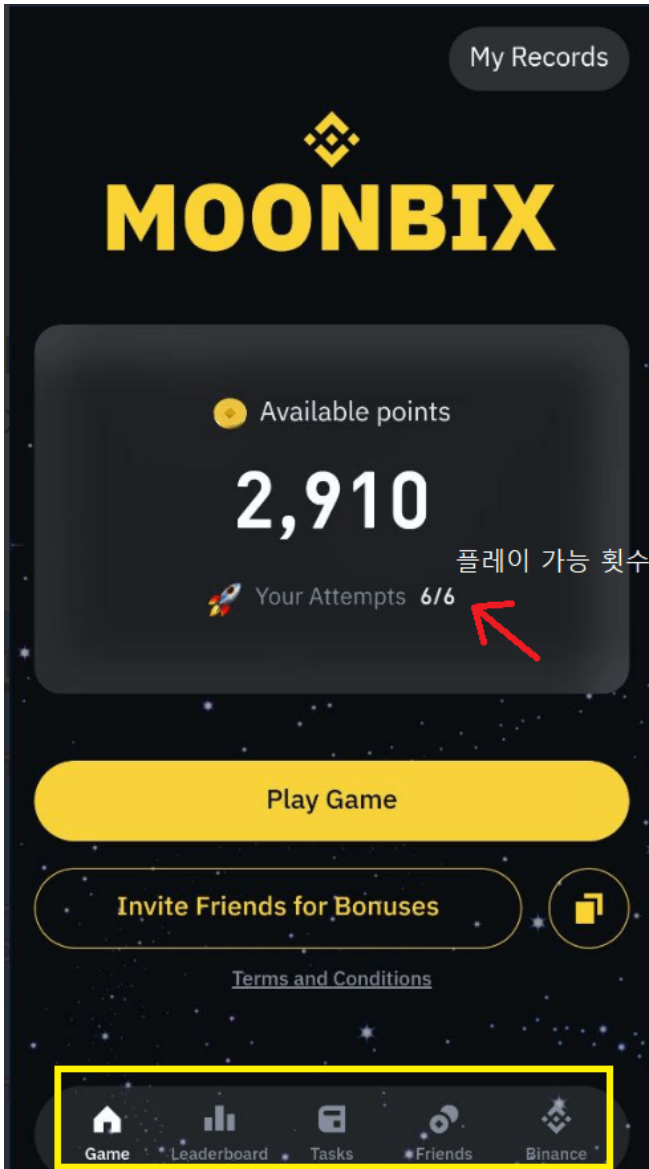 My Records
MOONBIX
Available points
2,910
플레이 가능 횟수
Your Attempts 6/6
Play Game
Invite Friends for Bonuses
Terms and Conditions
Game Leaderboard Tasks Friends Binance